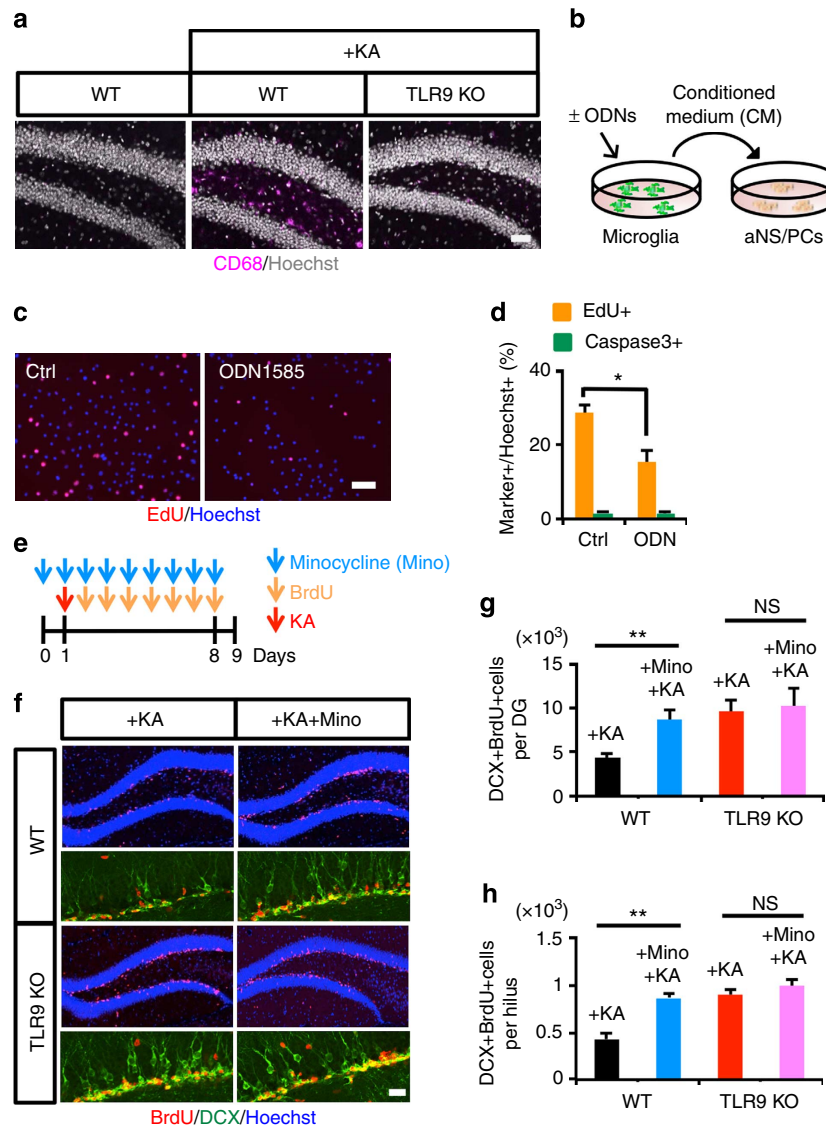 a
+KA
WT
WT
TLR9 KO
CD68/Hoechst
b
± ODNs
Conditioned
medium (CM)
Microglia
aNS/PCs
c
Ctrl
ODN1585
EdU/Hoechst
d
EdU+
Caspase3+
Marker+/Hoechst+ (%)
40
20
0
*
Ctrl
ODN
e
Minocycline (Mino)
BrdU
KA
0 1 8 9 Days
f
+KA
+KA+Mino
WT
TLR9 KO
BrdU/DCX/Hoechst
g
(×10³)
DCX+BrdU+cells
per DG
15
10
5
0
**
NS
+KA
+Mino
+KA
+KA
+Mino
+KA
WT
TLR9 KO
h
(×10³)
DCX+BrdU+cells
per hilus
1.5
1
0.5
0
**
NS
+KA
+Mino
+KA
+KA
+Mino
+KA
WT
TLR9 KO